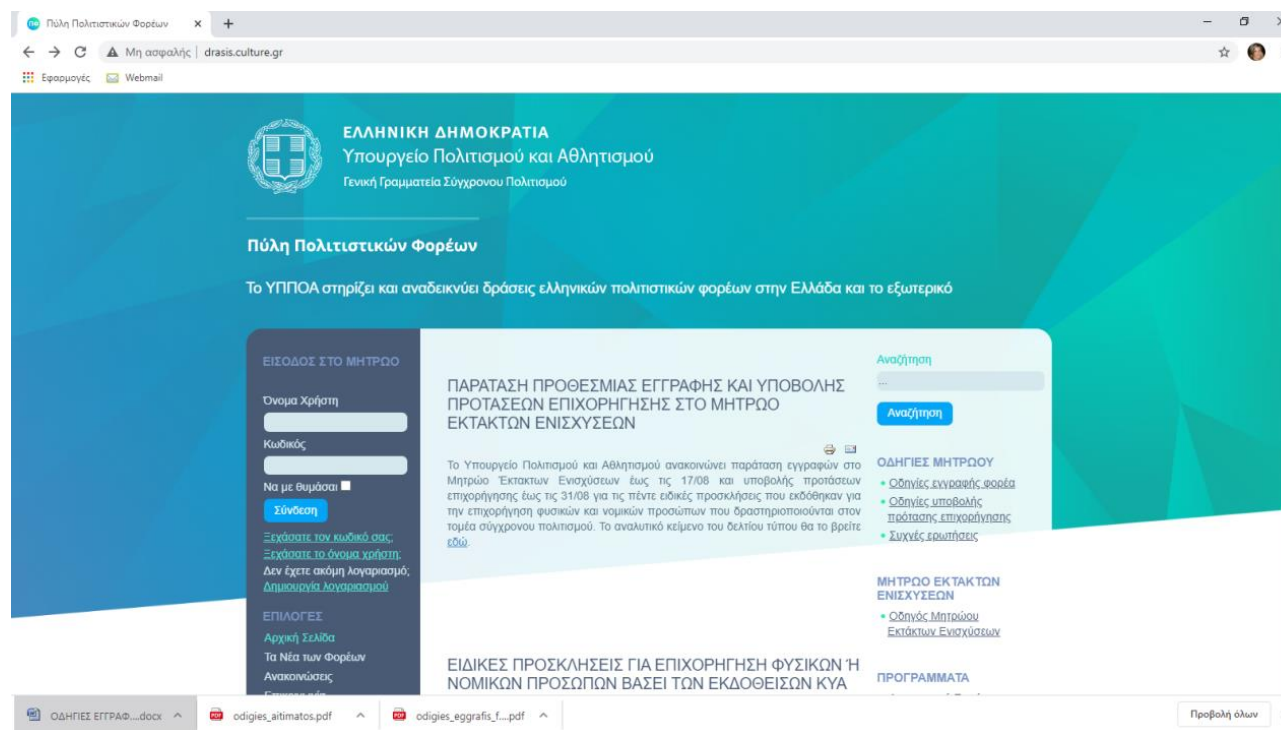 Πύλη Πολιτιστικών Φορέων
Μη ασφαλής | drasis.culture.gr
Εφαρμογές Webmail
ΕΛΛΗΝΙΚΗ ΔΗΜΟΚΡΑΤΙΑ
Υπουργείο Πολιτισμού και Αθλητισμού
Γενική Γραμματεία Σύγχρονου Πολιτισμού
Πύλη Πολιτιστικών Φορέων
Το ΥΠΠΟΑ στηρίζει και αναδεικνύει δράσεις ελληνικών πολιτιστικών φορέων στην Ελλάδα και το εξωτερικό
ΕΙΣΟΔΟΣ ΣΤΟ ΜΗΤΡΩΟ
Όνομα Χρήστη
Κωδικός
Να με θυμάσαι
Σύνδεση
Ξεχάσατε τον κωδικό σας;
Ξεχάσατε το όνομα χρήστη;
Δεν έχετε ακόμη λογαριασμό;
Δημιουργία λογαριασμού
ΕΠΙΛΟΓΕΣ
Αρχική Σελίδα
Τα Νέα των Φορέων
Ανακοινώσεις
ΠΑΡΑΤΑΣΗ ΠΡΟΘΕΣΜΙΑΣ ΕΓΓΡΑΦΗΣ ΚΑΙ ΥΠΟΒΟΛΗΣ
ΠΡΟΤΑΣΕΩΝ ΕΠΙΧΟΡΗΓΗΣΗΣ ΣΤΟ ΜΗΤΡΩΟ
ΕΚΤΑΚΤΩΝ ΕΝΙΣΧΥΣΕΩΝ
Το Υπουργείο Πολιτισμού και Αθλητισμού ανακοινώνει παράταση εγγραφών στο
Μητρώο Έκτακτων Ενισχύσεων έως τις 17/08 και υποβολής προτάσεων
επιχορήγησης έως τις 31/08 για τις πέντε ειδικές προσκλήσεις που εκδόθηκαν για
την επιχορήγηση φυσικών και νομικών προσώπων που δραστηριοποιούνται στον
τομέα σύγχρονου πολιτισμού. Το αναλυτικό κείμενο του δελτίου τύπου θα το βρείτε
εδώ.
ΕΙΔΙΚΕΣ ΠΡΟΣΚΛΗΣΕΙΣ ΓΙΑ ΕΠΙΧΟΡΗΓΗΣΗ ΦΥΣΙΚΩΝ Ή
ΝΟΜΙΚΩΝ ΠΡΟΣΩΠΩΝ ΒΑΣΕΙ ΤΩΝ ΕΚΔΟΘΕΙΣΩΝ ΚΥΑ
Αναζήτηση
...
Αναζήτηση
ΟΔΗΓΙΕΣ ΜΗΤΡΩΟΥ
Οδηγίες εγγραφής φορέα
Οδηγίες υποβολής
πρότασης επιχορήγησης
Συχνές ερωτήσεις
ΜΗΤΡΩΟ ΕΚΤΑΚΤΩΝ
ΕΝΙΣΧΥΣΕΩΝ
Οδηγός Μητρώου
Εκτάκτων Ενισχύσεων
ΠΡΟΓΡΑΜΜΑΤΑ
ΟΔΗΓΙΕΣ ΕΓΓΡΑΦ....docx
odigies_aitimatos.pdf
odigies_eggrafis_f....pdf
Προβολή όλων